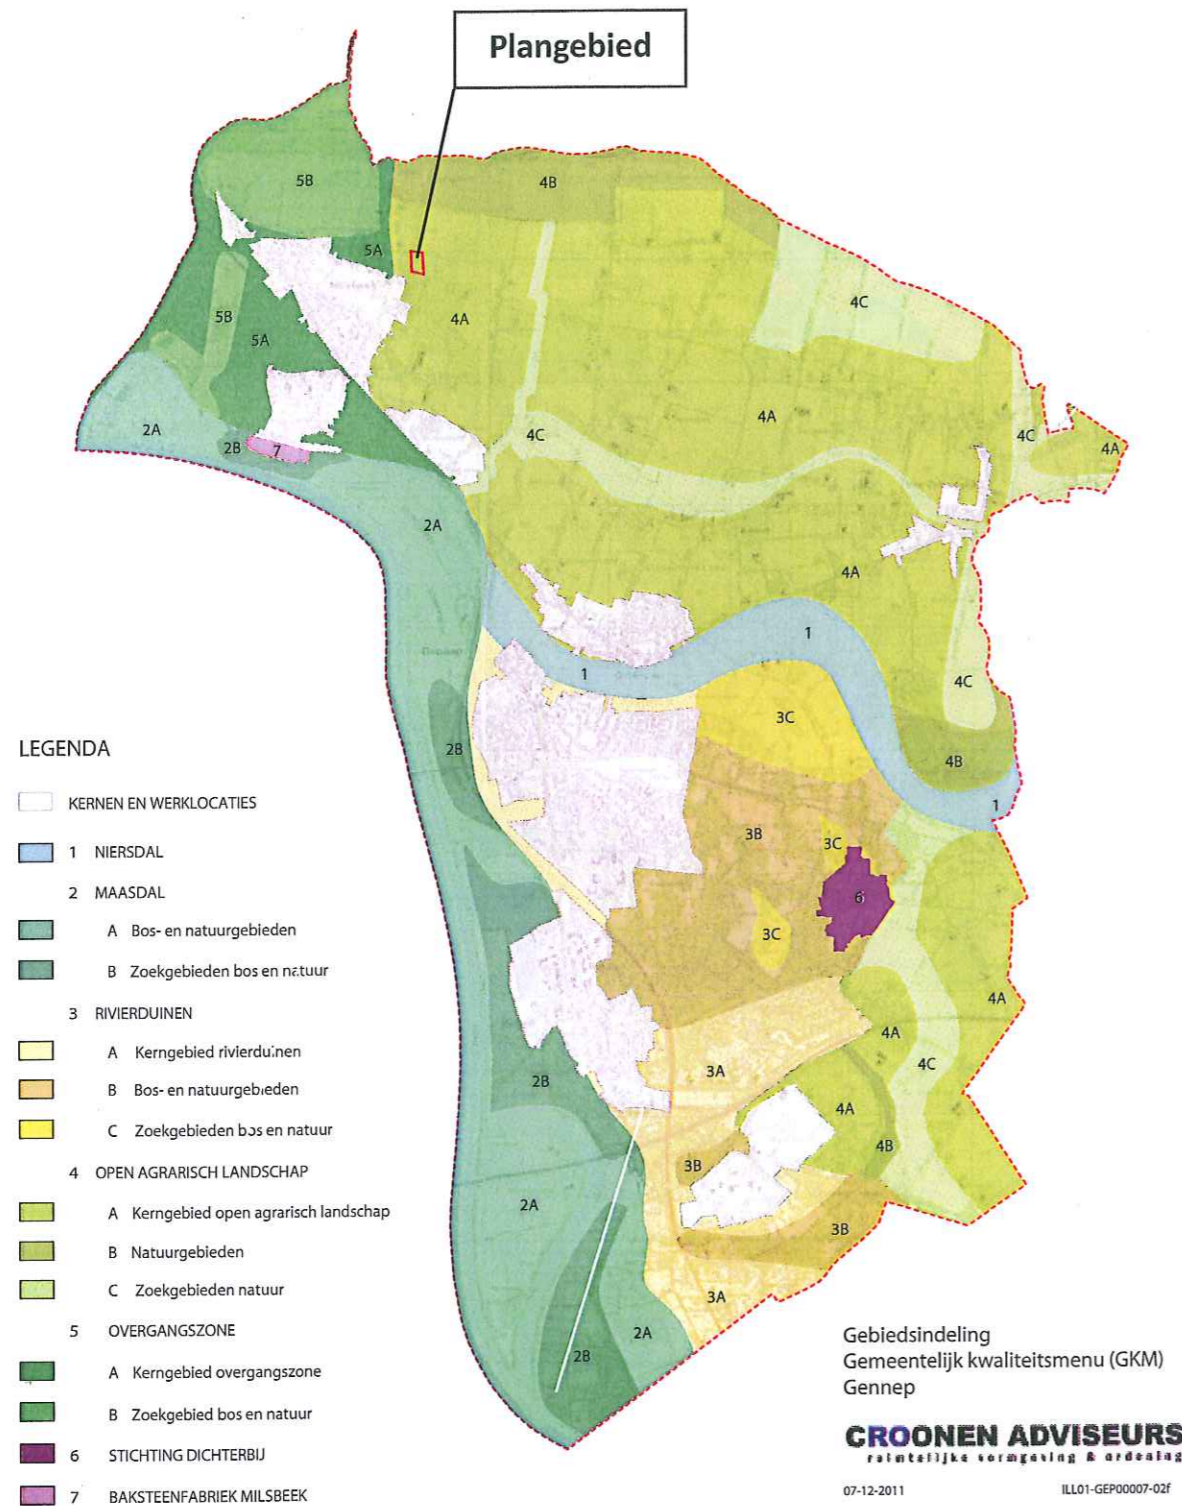 Plangebied
5B
4B
5A
4C
5B
4A
5A
4A
2A
4C
4C
4A
2B
7
2A
4A
1
1
4C
3C
2B
4B
1
3B
3C
6
3C
4A
4A
2B
3A
4C
4A
4B
3B
2A
3B
3A
2A
2B
LEGENDA
KERNEN EN WERKLOCATIES
1 NIERSDAL
2 MAASDAL
A Bos- en natuurgebieden
B Zoekgebieden bos en natuur
3 RIVIERDUINEN
A Kerngebied rivierduinen
B Bos- en natuurgebieden
C Zoekgebieden bos en natuur
4 OPEN AGRARISCH LANDSCHAP
A Kerngebied open agrarisch landschap
B Natuurgebieden
C Zoekgebieden natuur
5 OVERGANGSZONE
A Kerngebied overgangszone
B Zoekgebied bos en natuur
6 STICHTING DICHTERBIJ
7 BAKSTEENFABRIEK MILSBEEK
Gebiedsindeling
Gemeentelijk kwaliteitsmenu (GKM)
Gennep
CROONEN ADVISEURS
ruimtelijke vormgeving & ordening
07-12-2011
ILL01-GEP00007-02f